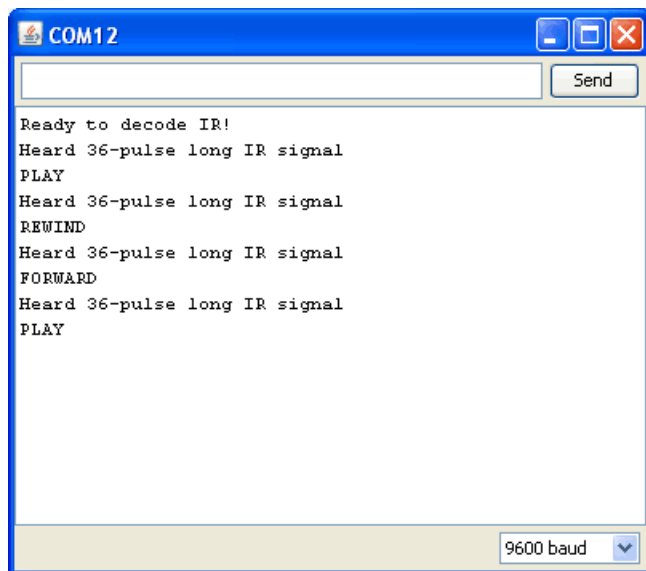 COM12
Send
Ready to decode IR!
Heard 36-pulse long IR signal
PLAY
Heard 36-pulse long IR signal
REWIND
Heard 36-pulse long IR signal
FORWARD
Heard 36-pulse long IR signal
PLAY
9600 baud